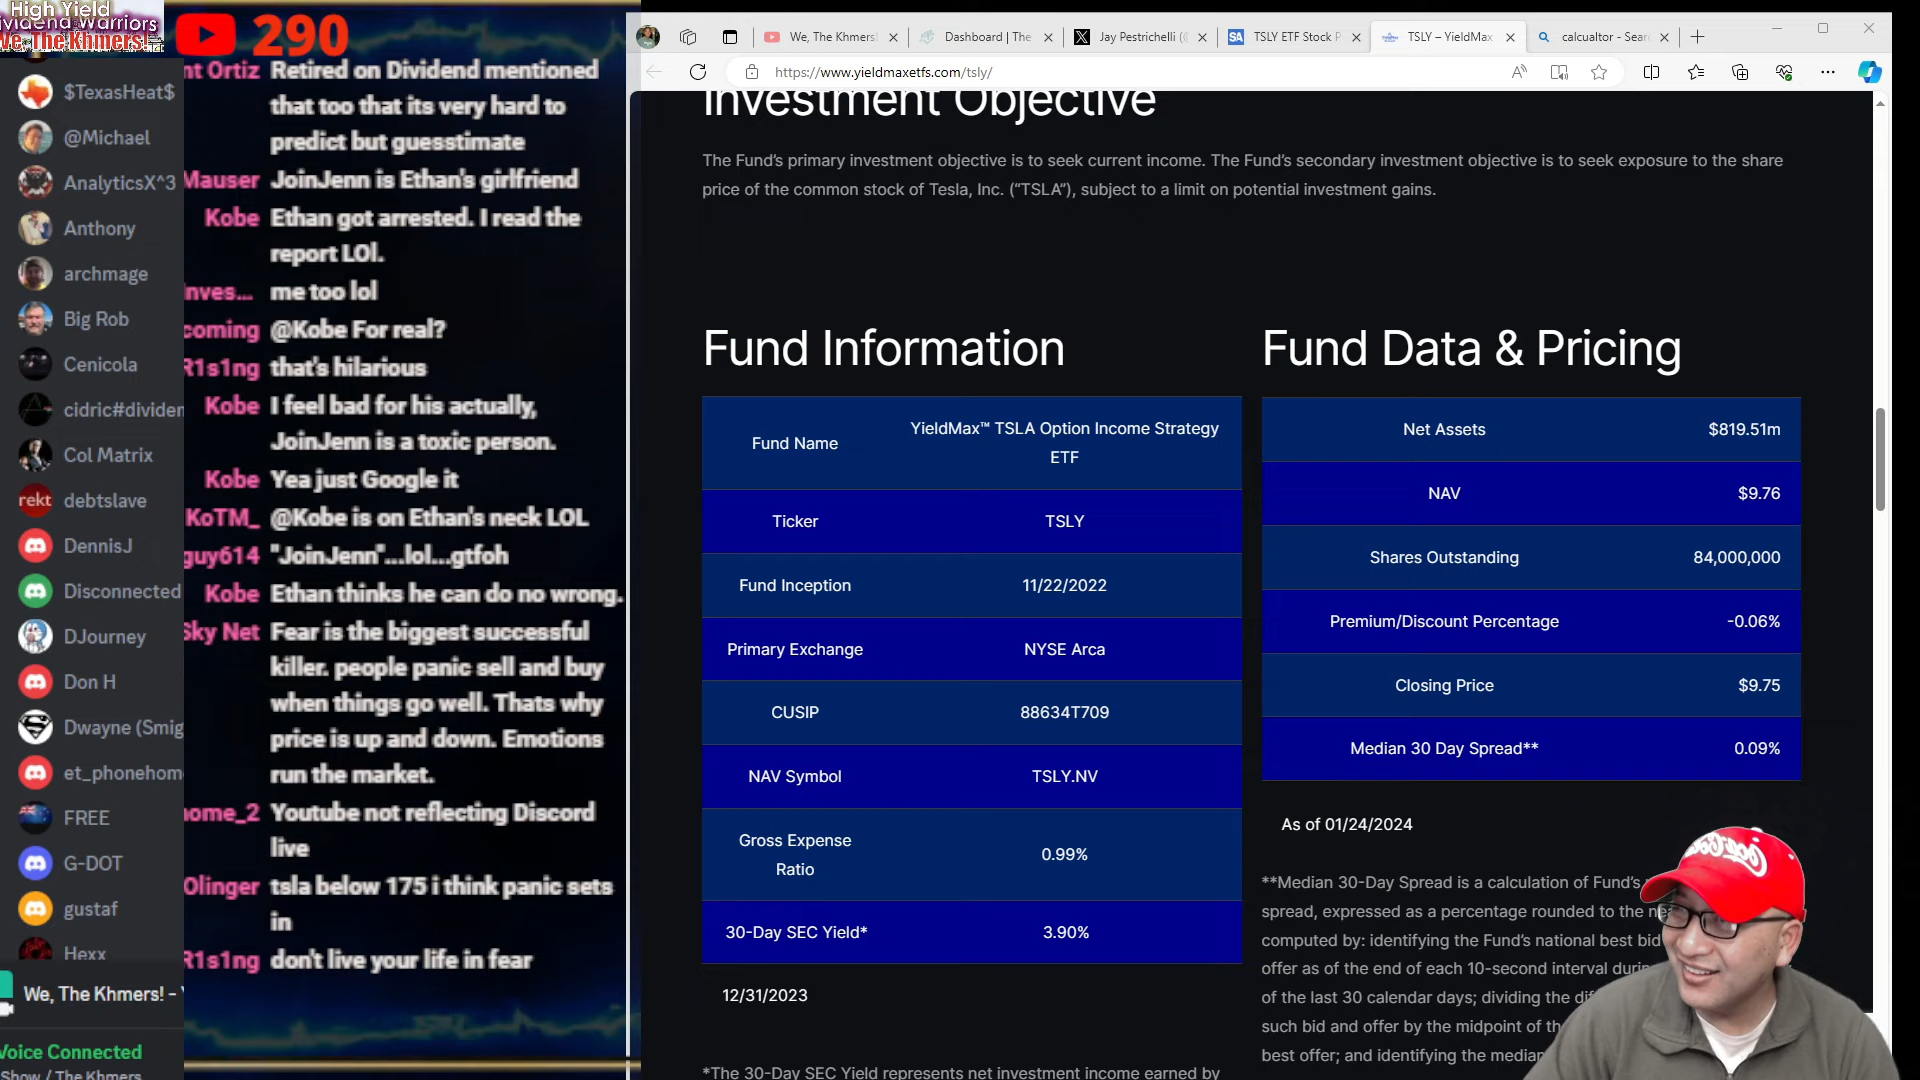 High Yield
ividend Warriors
We, The Khmers!
290
$TexasHeat$
@Michael
AnalyticsX^3
Anthony
archmage
Big Rob
Cenicola
cidric#dividen
Col Matrix
rekt
debtslave
DennisJ
Disconnected
DJourney
Don H
Dwayne (Smig
et_phonehom
FREE
G-DOT
gustaf
Hexx
We, The Khmers! -
Voice Connected
Show / The Khmers
nt Ortiz Retired on Dividend mentioned
that too that its very hard to
predict but guesstimate
Mauser JoinJenn is Ethan's girlfriend
Kobe Ethan got arrested. I read the
report LOl.
nves... me too lol
coming @Kobe For real?
R1s1ng that's hilarious
Kobe I feel bad for his actually,
JoinJenn is a toxic person.
Kobe Yea just Google it
KoTM_ @Kobe is on Ethan's neck LOL
guy614 "JoinJenn"...lol...gtfoh
Kobe Ethan thinks he can do no wrong.
Sky Net Fear is the biggest successful
killer. people panic sell and buy
when things go well. Thats why
price is up and down. Emotions
run the market.
ome_2 Youtube not reflecting Discord
live
Olinger tsla below 175 i think panic sets
in
R1s1ng don't live your life in fear
We, The Khmers!
Dashboard | The
X Jay Pestrichelli (
SA TSLY ETF Stock P
TSLY – YieldMax
calcualtor - Sear
https://www.yieldmaxetfs.com/tsly/
Investment Objective
The Fund's primary investment objective is to seek current income. The Fund's secondary investment objective is to seek exposure to the share
price of the common stock of Tesla, Inc. ("TSLA"), subject to a limit on potential investment gains.
Fund Information
Fund Name YieldMax™ TSLA Option Income Strategy
ETF
Ticker TSLY
Fund Inception 11/22/2022
Primary Exchange NYSE Arca
CUSIP 88634T709
NAV Symbol TSLY.NV
Gross Expense
Ratio 0.99%
30-Day SEC Yield* 3.90%
12/31/2023
*The 30-Day SEC Yield represents net investment income earned by
Fund Data & Pricing
Net Assets $819.51m
NAV $9.76
Shares Outstanding 84,000,000
Premium/Discount Percentage -0.06%
Closing Price $9.75
Median 30 Day Spread** 0.09%
As of 01/24/2024
**Median 30-Day Spread is a calculation of Fund's
spread, expressed as a percentage rounded to the
computed by: identifying the Fund's national best bid
offer as of the end of each 10-second interval
of the last 30 calendar days; dividing the
such bid and offer by the midpoint of
best offer; and identifying the
Coca-Cola